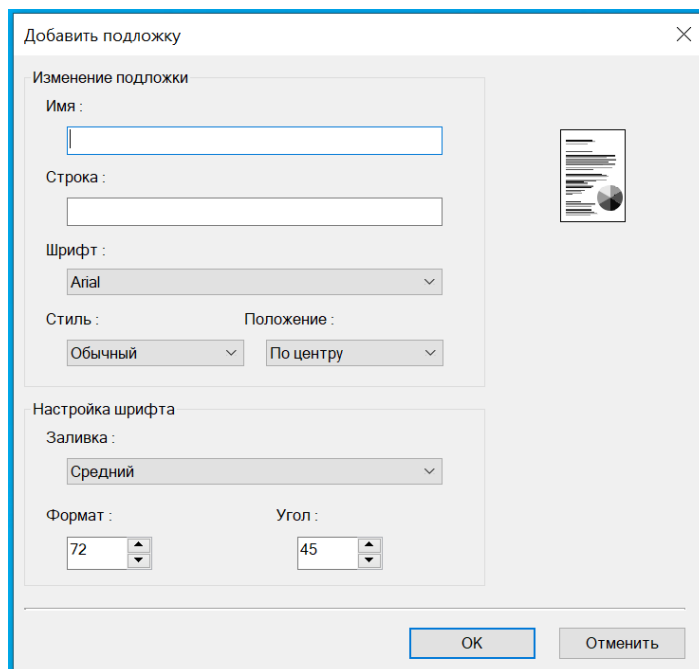 Добавить подложку
Изменение подложки
Имя :
Строка :
Шрифт :
Arial
Стиль : Положение :
Обычный По центру
Настройка шрифта
Заливка :
Средний
Формат : Угол :
72 45
OK Отменить